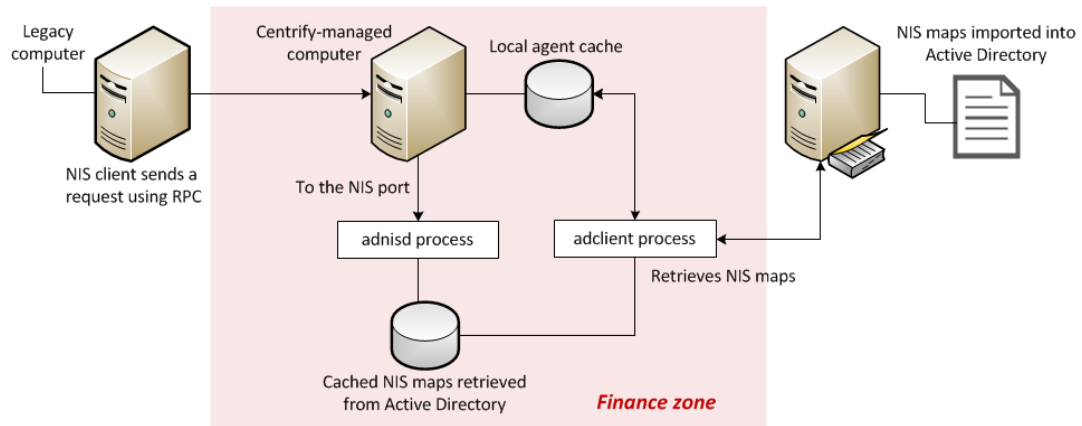 Legacy
computer
NIS client sends a
request using RPC
Centrify-managed
computer
Local agent cache
To the NIS port
adnisd process
adclient process
Retrieves NIS maps
Cached NIS maps retrieved
from Active Directory
Finance zone
NIS maps imported into
Active Directory